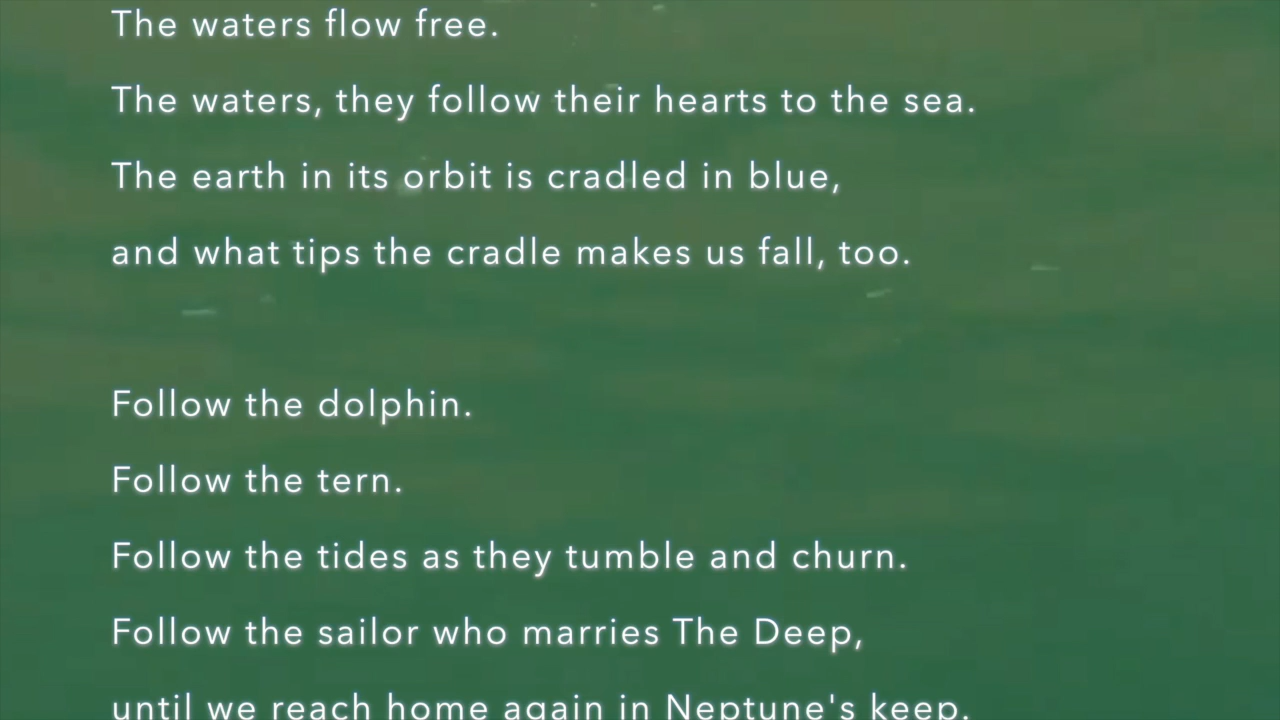 The waters flow free.
The waters, they follow their hearts to the sea.
The earth in its orbit is cradled in blue,
and what tips the cradle makes us fall, too.
Follow the dolphin.
Follow the tern.
Follow the tides as they tumble and churn.
Follow the sailor who marries The Deep,
until we reach home again in Neptune's keep.